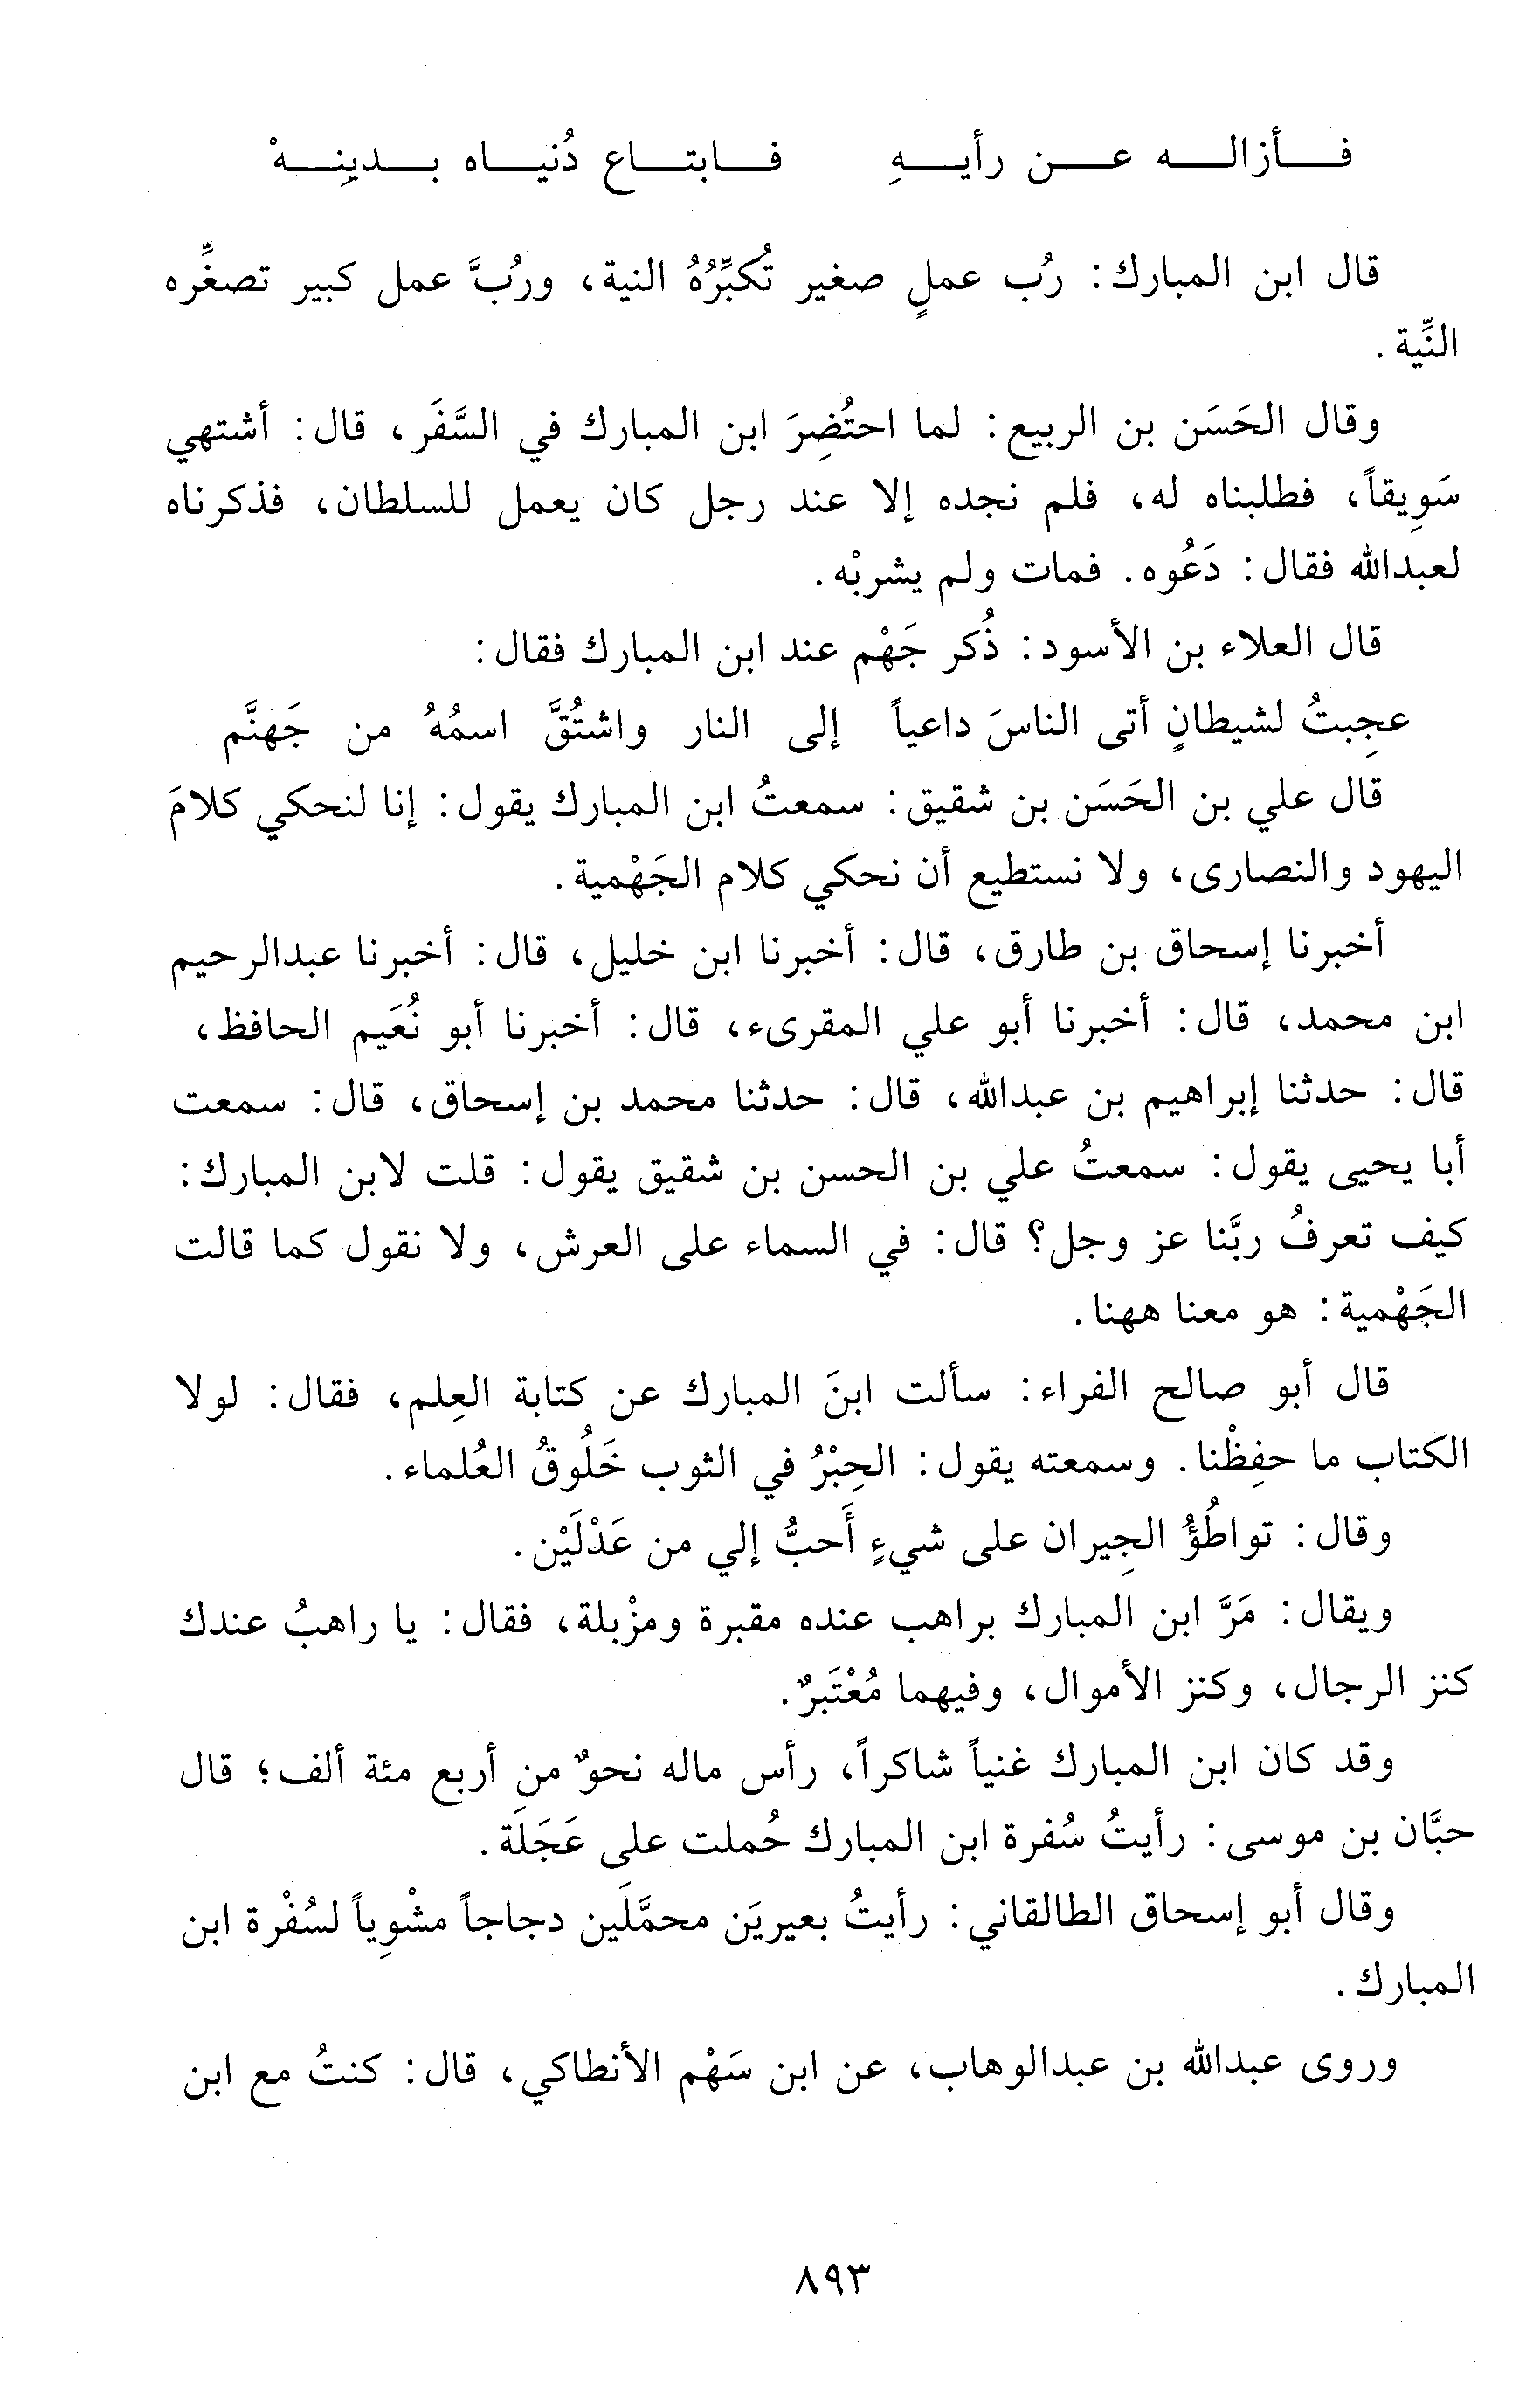 فأزاله عن رأيهِ فابتاع دُنياه بدينِهْ
قال ابن المبارك: رُب عملٍ صغير تُكبِّرُهُ النية، ورُبَّ عمل كبير تصغِّره
النِّية.
وقال الحَسَن بن الربيع: لما احتُضِرَ ابن المبارك في السَّفَر، قال: أشتهي
سَوِيقاً، فطلبناه له، فلم نجده إلا عند رجل كان يعمل للسلطان، فذكرناه
لعبدالله فقال: دَعُوه. فمات ولم يشربْه.
قال العلاء بن الأسود: ذُكر جَهْم عند ابن المبارك فقال:
عجِبتُ لشيطانٍ أتى الناسَ داعياً إلى النار واشتُقَّ اسمُهُ من جَهنَّم
قال علي بن الحَسَن بن شقيق: سمعتُ ابن المبارك يقول: إنا لنحكي كلامَ
اليهود والنصارى، ولا نستطيع أن نحكي كلام الجَهْمية.
أخبرنا إسحاق بن طارق، قال: أخبرنا ابن خليل، قال: أخبرنا عبدالرحيم
ابن محمد، قال: أخبرنا أبو علي المقرىء، قال: أخبرنا أبو نُعَيم الحافظ،
قال: حدثنا إبراهيم بن عبدالله، قال: حدثنا محمد بن إسحاق، قال: سمعت
أبا يحيى يقول: سمعتُ علي بن الحسن بن شقيق يقول: قلت لابن المبارك:
كيف تعرفُ ربَّنا عز وجل؟ قال: في السماء على العرش، ولا نقول كما قالت
الجَهْمية: هو معنا ههنا.
قال أبو صالح الفراء: سألت ابنَ المبارك عن كتابة العِلم، فقال: لولا
الكتاب ما حفِظْنا. وسمعته يقول: الحِبْرُ في الثوب خَلُوقُ العُلماء.
وقال: تواطُؤُ الجِيران على شيءٍ أَحبُّ إلي من عَدْلَيْن.
ويقال: مَرَّ ابن المبارك براهب عنده مقبرة ومزْبلة، فقال: يا راهبُ عندك
كنز الرجال، وكنز الأموال، وفيهما مُعْتَبرٌ.
وقد كان ابن المبارك غنياً شاكراً، رأس ماله نحوٌ من أربع مئة ألف؛ قال
حبَّان بن موسى: رأيتُ سُفرة ابن المبارك حُملت على عَجَلَة.
وقال أبو إسحاق الطالقاني: رأيتُ بعيريَن محمَّلَين دجاجاً مشْوِياً لسُفْرة ابن
المبارك.
وروى عبدالله بن عبدالوهاب، عن ابن سَهْم الأنطاكي، قال: كنتُ مع ابن
٨٩٣